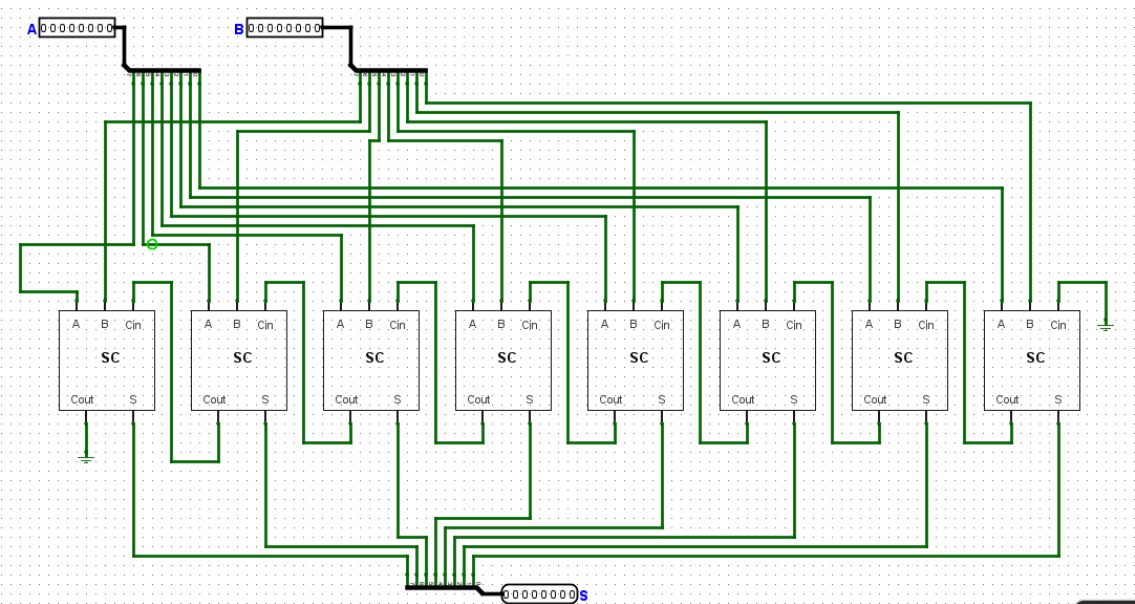 A 00000000 B 00000000
A B Cin A B Cin A B Cin A B Cin A B Cin A B Cin A B Cin A B Cin
SC SC SC SC SC SC SC SC
Cout S Cout S Cout S Cout S Cout S Cout S Cout S Cout S
00000000 S